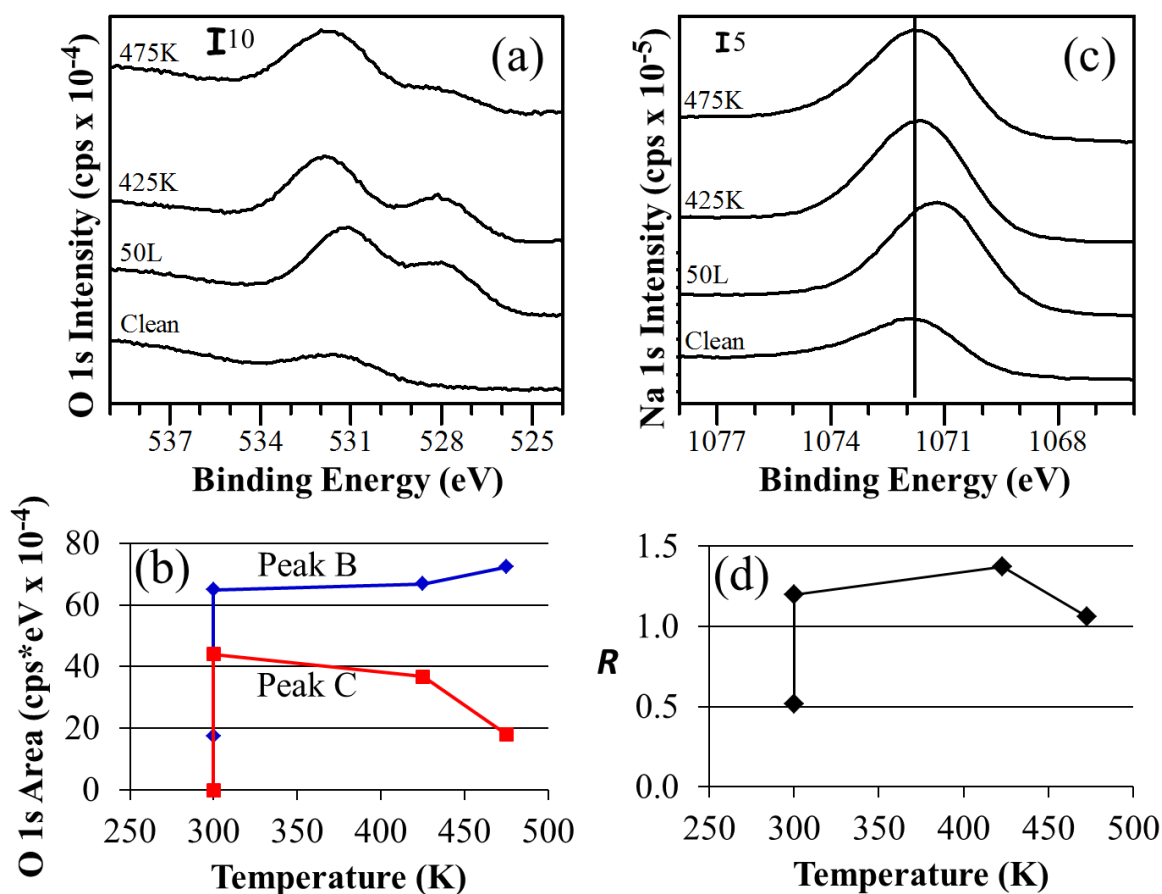 10
(a)
475K
425K
50L
Clean
O 1s Intensity (cps x 10-4)
537 534 531 528 525
Binding Energy (eV)
5
(c)
475K
425K
50L
Clean
Na 1s Intensity (cps x 10-5)
1077 1074 1071 1068
Binding Energy (eV)
(b)
Peak B
Peak C
O 1s Area (cps*eV x 10-4)
80
60
40
20
0
250 300 350 400 450 500
Temperature (K)
(d)
R
1.5
1.0
0.5
0.0
250 300 350 400 450 500
Temperature (K)